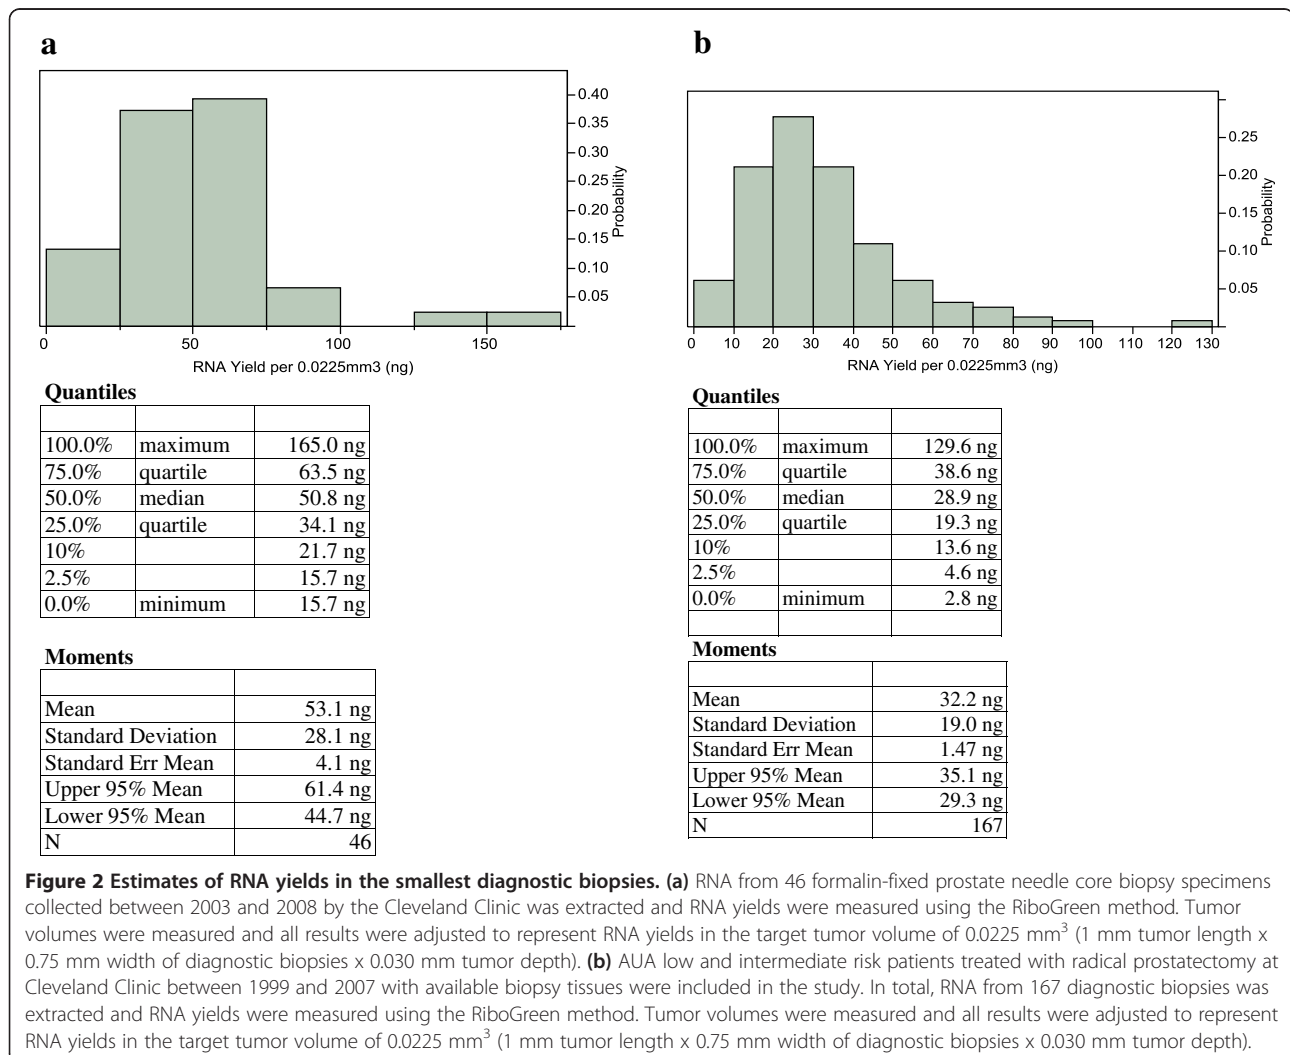 a
0.40
0.35
0.30
0.25
0.20
0.15
0.10
0.05
Probability
0 50 100 150
RNA Yield per 0.0225mm3 (ng)
Quantiles
100.0% maximum 165.0 ng
75.0% quartile 63.5 ng
50.0% median 50.8 ng
25.0% quartile 34.1 ng
10% 21.7 ng
2.5% 15.7 ng
0.0% minimum 15.7 ng
Moments
Mean 53.1 ng
Standard Deviation 28.1 ng
Standard Err Mean 4.1 ng
Upper 95% Mean 61.4 ng
Lower 95% Mean 44.7 ng
N 46
b
0.25
0.20
0.15
0.10
0.05
Probability
0 10 20 30 40 50 60 70 80 90 100 110 120 130
RNA Yield per 0.0225mm3 (ng)
Quantiles
100.0% maximum 129.6 ng
75.0% quartile 38.6 ng
50.0% median 28.9 ng
25.0% quartile 19.3 ng
10% 13.6 ng
2.5% 4.6 ng
0.0% minimum 2.8 ng
Moments
Mean 32.2 ng
Standard Deviation 19.0 ng
Standard Err Mean 1.47 ng
Upper 95% Mean 35.1 ng
Lower 95% Mean 29.3 ng
N 167
Figure 2 Estimates of RNA yields in the smallest diagnostic biopsies. (a) RNA from 46 formalin-fixed prostate needle core biopsy specimens
collected between 2003 and 2008 by the Cleveland Clinic was extracted and RNA yields were measured using the RiboGreen method. Tumor
volumes were measured and all results were adjusted to represent RNA yields in the target tumor volume of 0.0225 mm³ (1 mm tumor length x
0.75 mm width of diagnostic biopsies x 0.030 mm tumor depth). (b) AUA low and intermediate risk patients treated with radical prostatectomy at
Cleveland Clinic between 1999 and 2007 with available biopsy tissues were included in the study. In total, RNA from 167 diagnostic biopsies was
extracted and RNA yields were measured using the RiboGreen method. Tumor volumes were measured and all results were adjusted to represent
RNA yields in the target tumor volume of 0.0225 mm³ (1 mm tumor length x 0.75 mm width of diagnostic biopsies x 0.030 mm tumor depth).